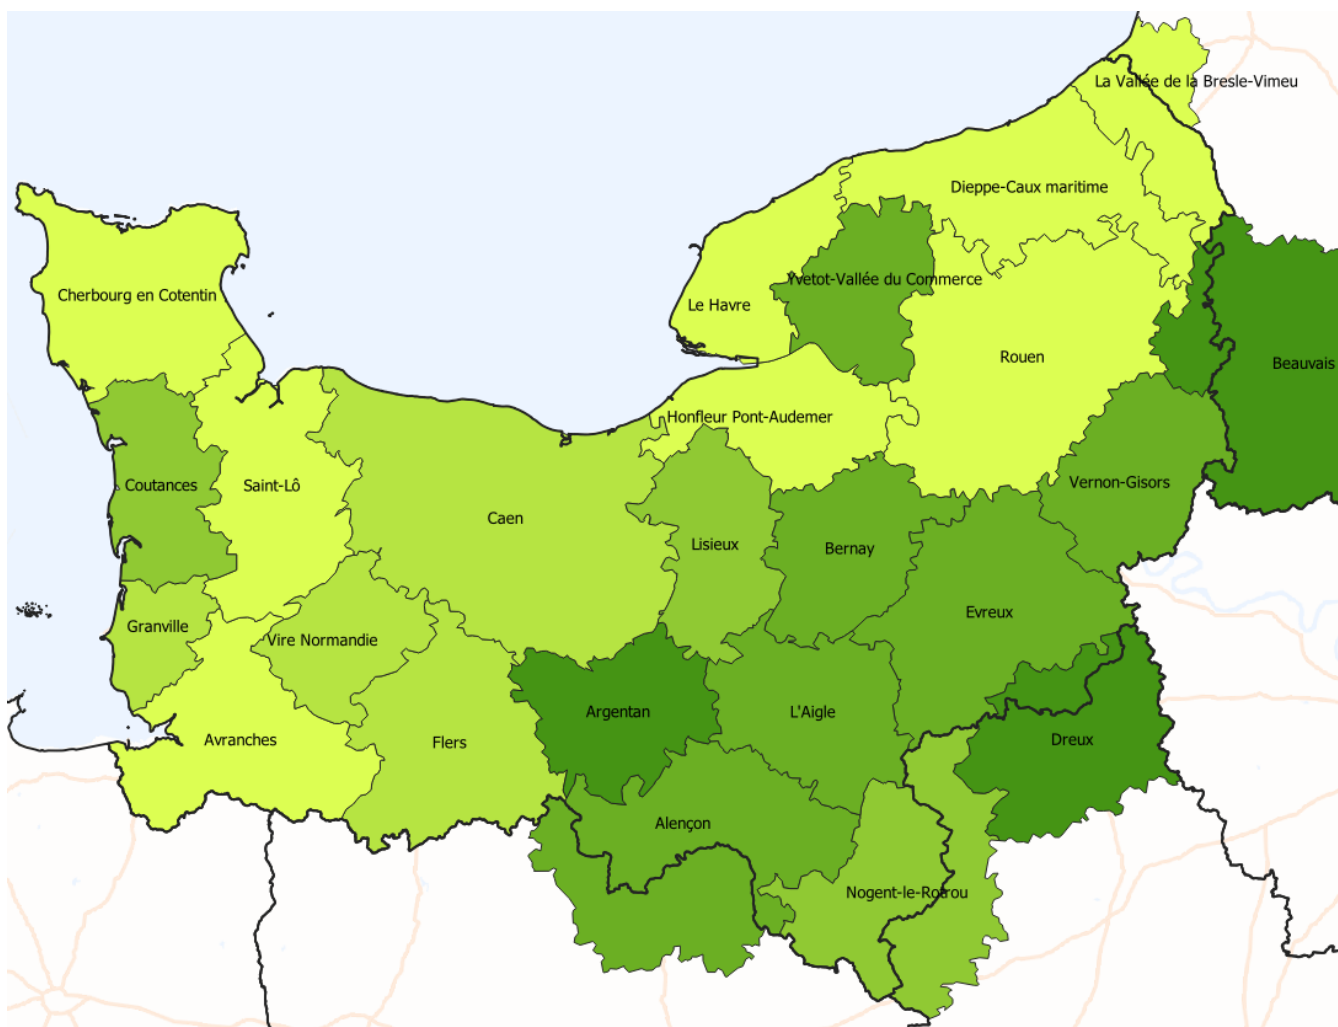 La Vallée de la Bresle-Vimeu
Dieppe-Caux maritime
Yvetot-Vallée du Commerce
Cherbourg en Cotentin
Le Havre
Rouen
Beauvais
Honfleur Pont-Audemer
Coutances
Saint-Lô
Vernon-Gisors
Caen
Lisieux
Bernay
Evreux
Granville
Vire Normandie
Argentan
L'Aigle
Avranches
Flers
Dreux
Alençon
Nogent-le-Rotrou